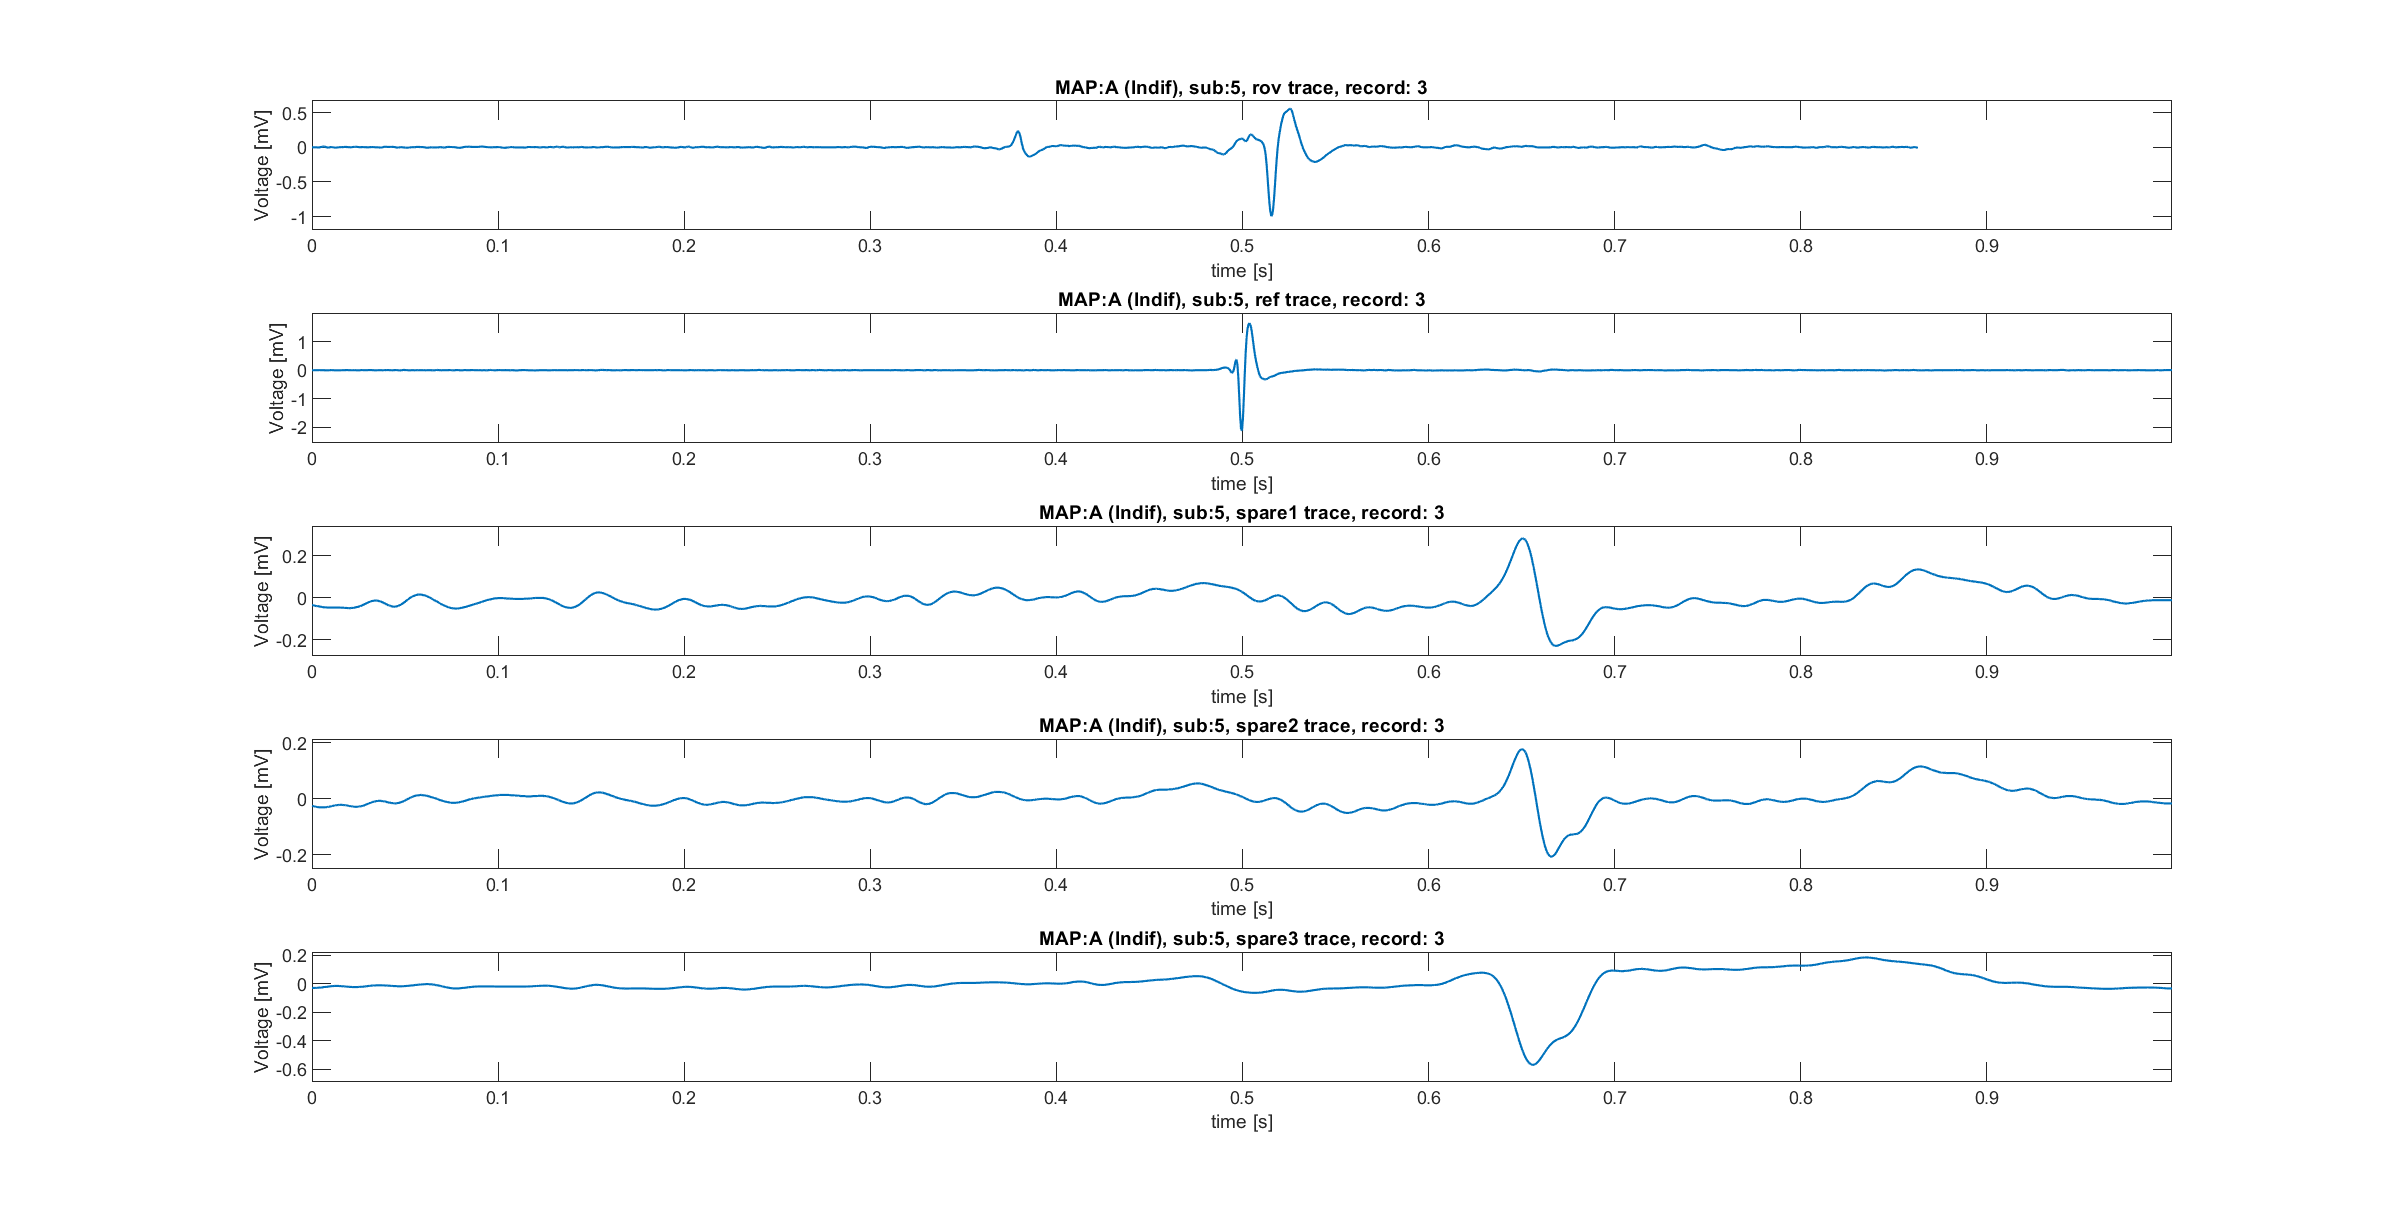 MAP:A (Indif), sub:5, rov trace, record: 3
Voltage [mV]
0.5
0
-0.5
-1
0 0.1 0.2 0.3 0.4 0.5 0.6 0.7 0.8 0.9
time [s]
MAP:A (Indif), sub:5, ref trace, record: 3
Voltage [mV]
1
0
-1
-2
0 0.1 0.2 0.3 0.4 0.5 0.6 0.7 0.8 0.9
time [s]
MAP:A (Indif), sub:5, spare1 trace, record: 3
Voltage [mV]
0.2
0
-0.2
0 0.1 0.2 0.3 0.4 0.5 0.6 0.7 0.8 0.9
time [s]
MAP:A (Indif), sub:5, spare2 trace, record: 3
Voltage [mV]
0.2
0
-0.2
0 0.1 0.2 0.3 0.4 0.5 0.6 0.7 0.8 0.9
time [s]
MAP:A (Indif), sub:5, spare3 trace, record: 3
Voltage [mV]
0.2
0
-0.2
-0.4
-0.6
0 0.1 0.2 0.3 0.4 0.5 0.6 0.7 0.8 0.9
time [s]